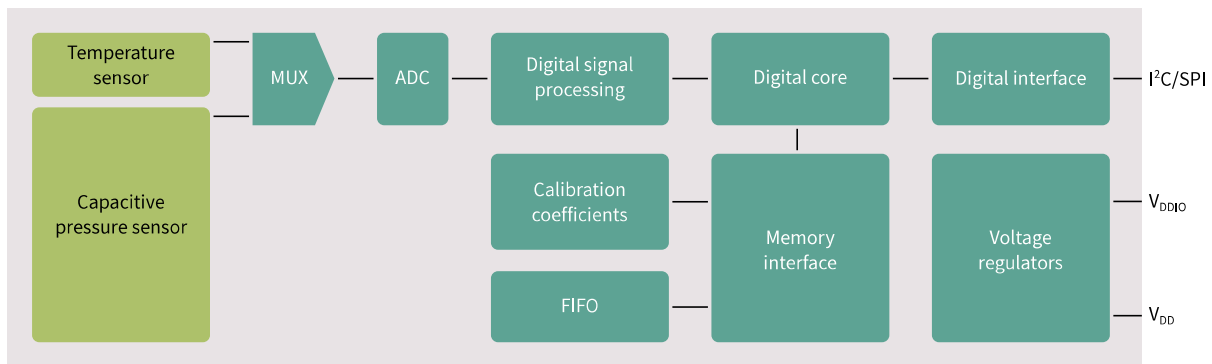 Temperature
sensor
MUX
ADC
Digital signal
processing
Digital core
Digital interface
I²C/SPI
Capacitive
pressure sensor
Calibration
coefficients
Memory
interface
Voltage
regulators
V_DDIO
FIFO
V_DD